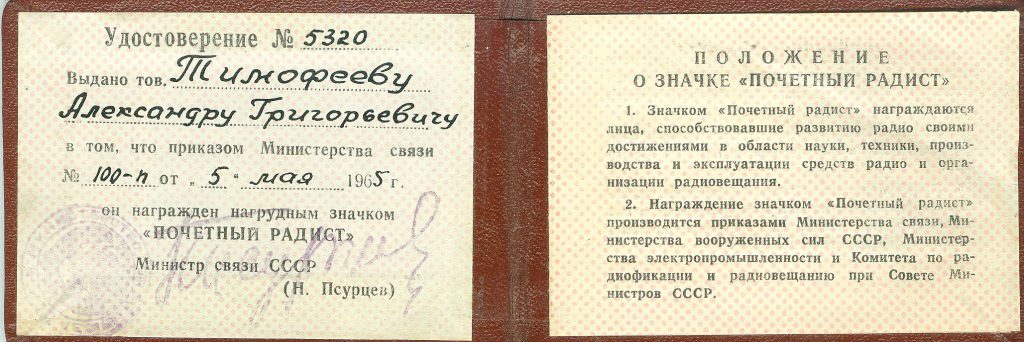 Удостоверение № 5320
Выдано тов. Тимофееву
Александру Григорьевичу
в том, что приказом Министерства связи
№ 100-п от „5" мая 1965 г.
он награжден нагрудным значком
«ПОЧЕТНЫЙ РАДИСТ»
Министр связи СССР
(Н. Псурцев)
ПОЛОЖЕНИЕ
О ЗНАЧКЕ «ПОЧЕТНЫЙ РАДИСТ»
1. Значком «Почетный радист» награждаются
лица, способствовавшие развитию радио своими
достижениями в области науки, техники, произ-
водства и эксплуатации средств радио и орга-
низации радиовещания.
2. Награждение значком «Почетный радист»
производится приказами Министерства связи, Ми-
нистерства вооруженных сил СССР, Министер-
ства электропромышленности и Комитета по ра-
диофикации и радиовещанию при Совете Ми-
нистров СССР.